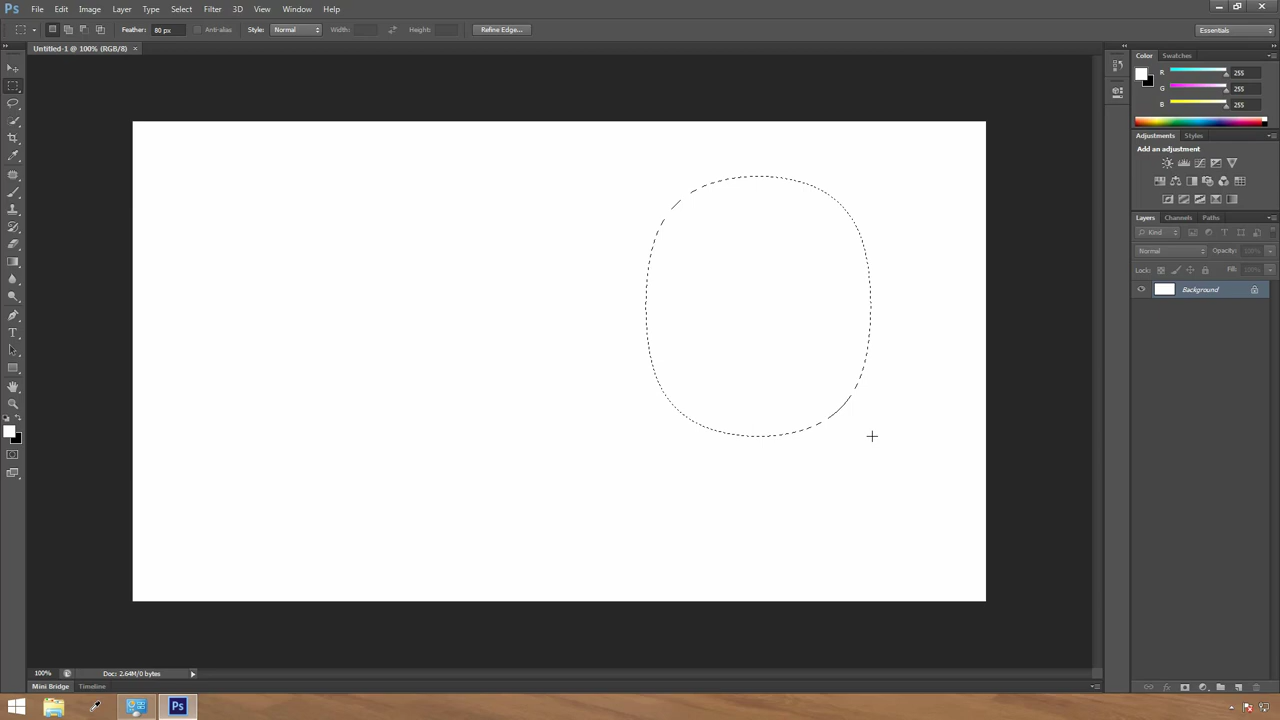 Ps File Edit Image Layer Type Select Filter 3D View Window Help
Feather: 80 px Anti-alias Style: Normal Width: Height: Refine Edge... Essentials
Untitled-1 @ 100% (RGB/8) ×
Color Swatches
R 255
G 255
B 255
Adjustments Styles
Add an adjustment
Layers Channels Paths
Kind
Normal Opacity: 100%
Lock: Fill: 100%
Background
100% Doc: 2.64M/0 bytes
Mini Bridge Timeline
Ps